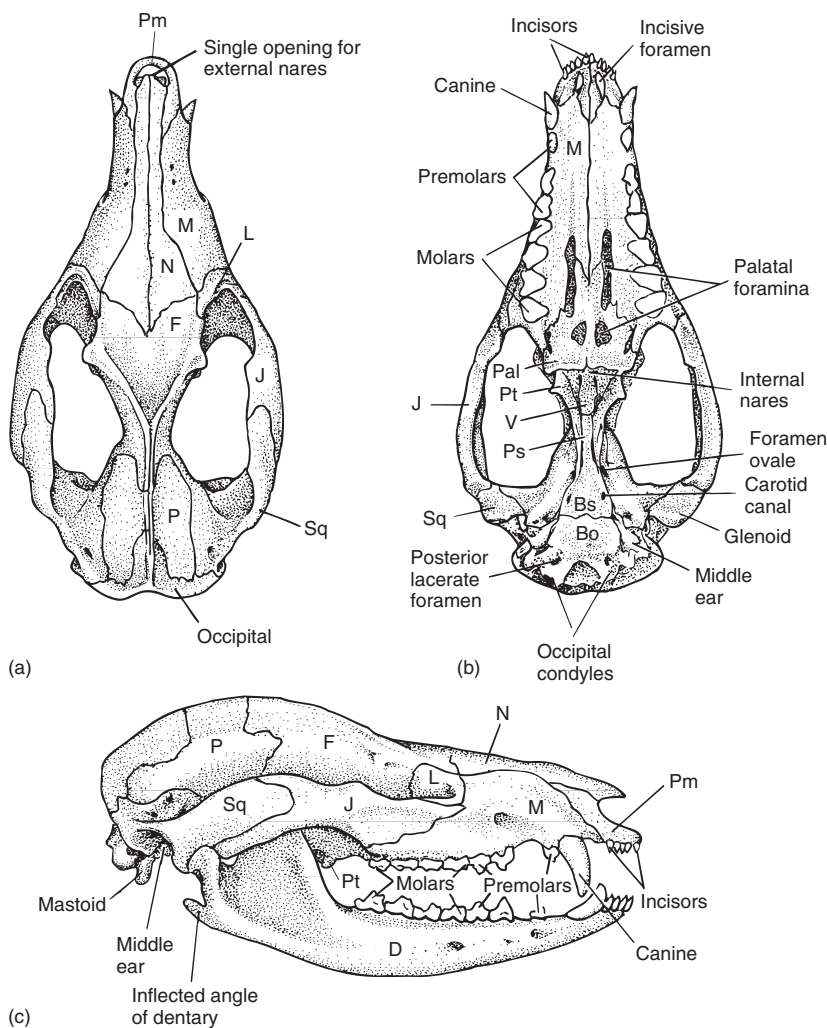 Pm
Single opening for
external nares
M
L
N
F
J
P
Sq
Occipital
(a)
Incisors
Incisive
foramen
Canine
M
Premolars
Molars
Palatal
foramina
Pal
Pt
Internal
nares
J
V
Ps
Foramen
ovale
Carotid
canal
Bs
Sq
Glenoid
Bo
Posterior
lacerate
foramen
Middle
ear
Occipital
condyles
(b)
N
P
F
L
Pm
Sq
J
M
Pt
Molars
Premolars
Incisors
Mastoid
Middle
ear
D
Canine
Inflected angle
of dentary
(c)